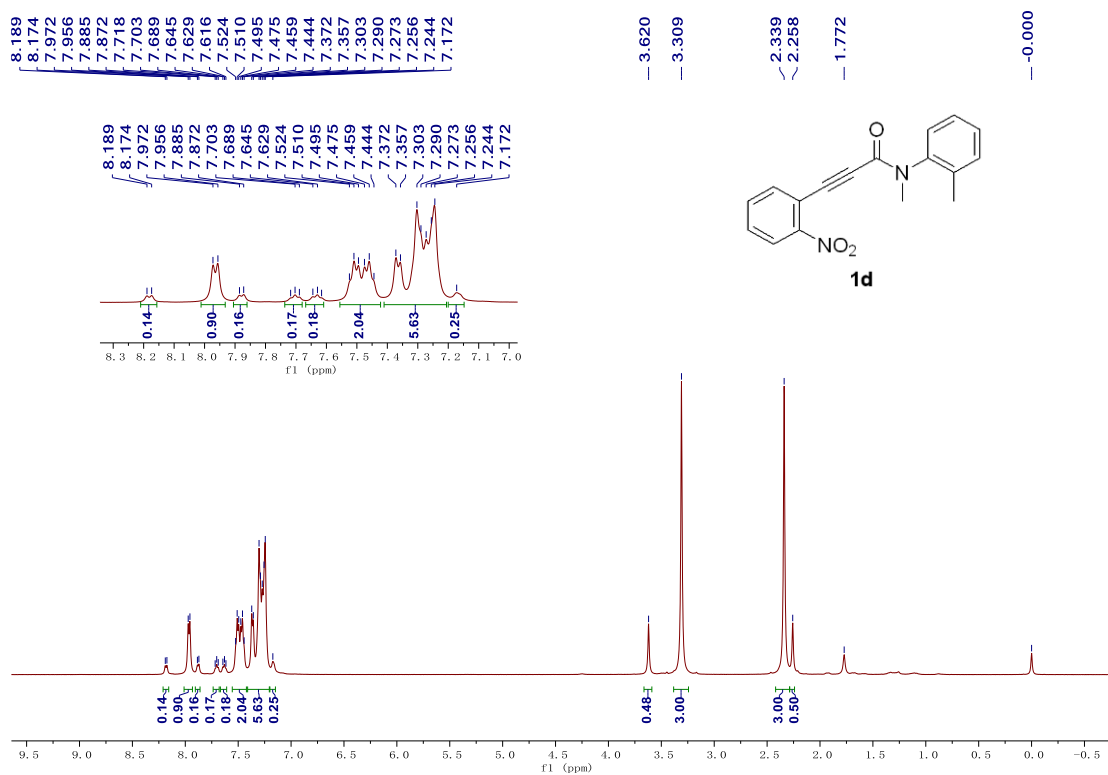 8.189 8.174 7.972 7.956 7.885 7.872 7.718 7.703 7.689 7.645 7.629 7.616 7.524 7.510 7.495 7.475 7.459 7.444 7.372 7.357 7.303 7.290 7.273 7.256 7.244 7.172 3.620 3.309 2.339 2.258 1.772 -0.000
8.189 8.174 7.972 7.956 7.885 7.872 7.703 7.689 7.645 7.629 7.524 7.510 7.495 7.475 7.459 7.444 7.372 7.357 7.303 7.290 7.273 7.256 7.244 7.172
O
N
NO2
1d
0.14 0.90 0.16 0.17 0.18 2.04 5.63 0.25
8.3 8.2 8.1 8.0 7.9 7.8 7.7 7.6 7.5 7.4 7.3 7.2 7.1 7.0
f1 (ppm)
0.14 0.90 0.16 0.17 0.18 2.04 5.63 0.25 0.48 3.00 3.00 0.50
9.5 9.0 8.5 8.0 7.5 7.0 6.5 6.0 5.5 5.0 4.5 4.0 3.5 3.0 2.5 2.0 1.5 1.0 0.5 0.0 -0.5
f1 (ppm)